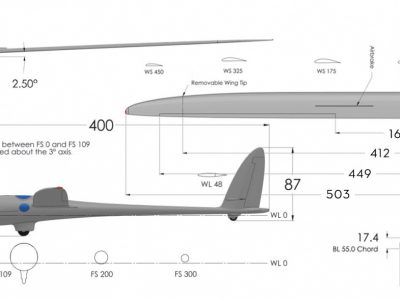 2.50°
WS 450
WS 325
WS 175
Removable Wing Tip
Airbrake
between FS 0 and FS 109
ed about the 3° axis.
400
16
412
449
503
WL 48
87
WL 0
109
FS 200
FS 300
WL 0
17.4
BL 55.0 Chord